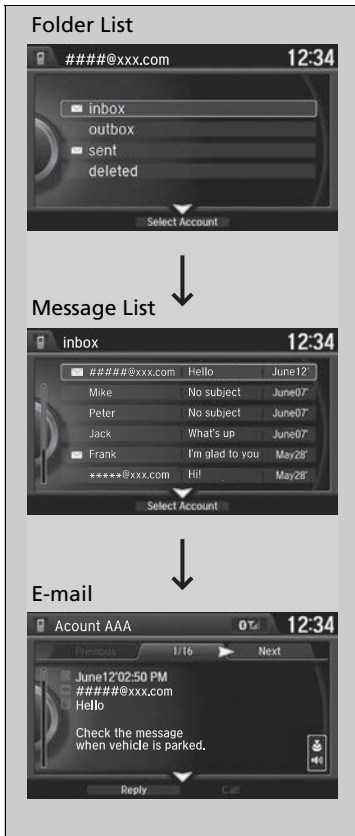 Folder List
####@xxx.com 12:34
inbox
outbox
sent
deleted
Select Account
Message List
inbox 12:34
#####@xxx.com Hello June12'
Mike No subject June07'
Peter No subject June07'
Jack What's up June07'
Frank I'm glad to you May28'
*****@xxx.com Hi! May28'
Select Account
E-mail
Acount AAA 12:34
Previous 1/16 Next
June12'02:50 PM
#####@xxx.com
Hello
Check the message
when vehicle is parked.
Reply Call